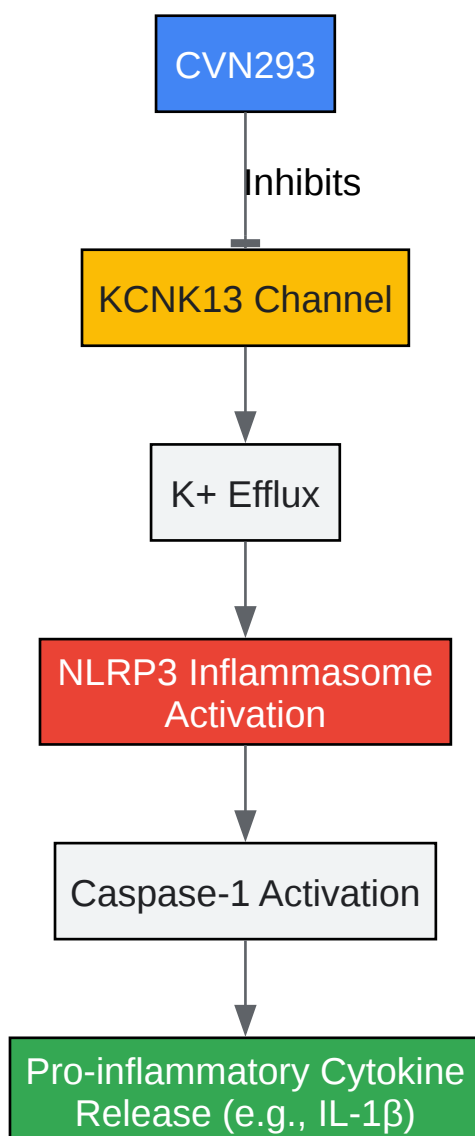 CVN293
Inhibits
KCNK13 Channel
K+ Efflux
NLRP3 Inflammasome
Activation
Caspase-1 Activation
Pro-inflammatory Cytokine
Release (e.g., IL-1β)